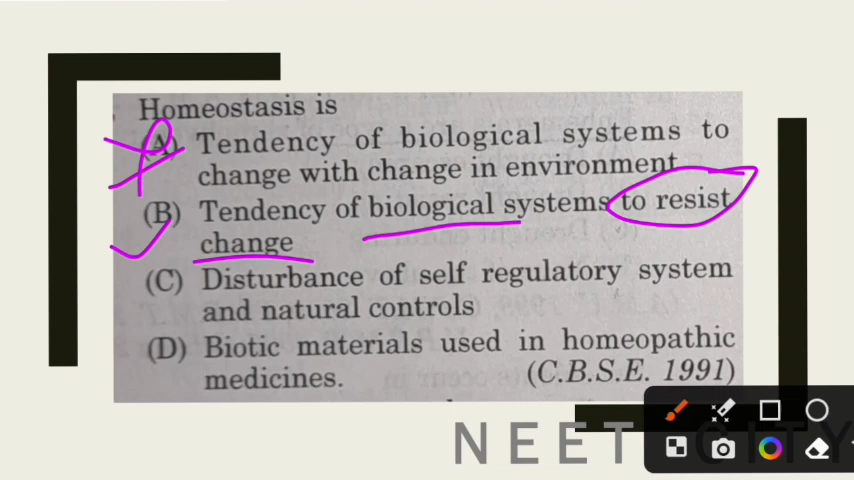 Homeostasis is
(A) Tendency of biological systems to
change with change in environment
(B) Tendency of biological systems to resist
change
(C) Disturbance of self regulatory system
and natural controls
(D) Biotic materials used in homeopathic
medicines. (C.B.S.E. 1991)
NEET CITY